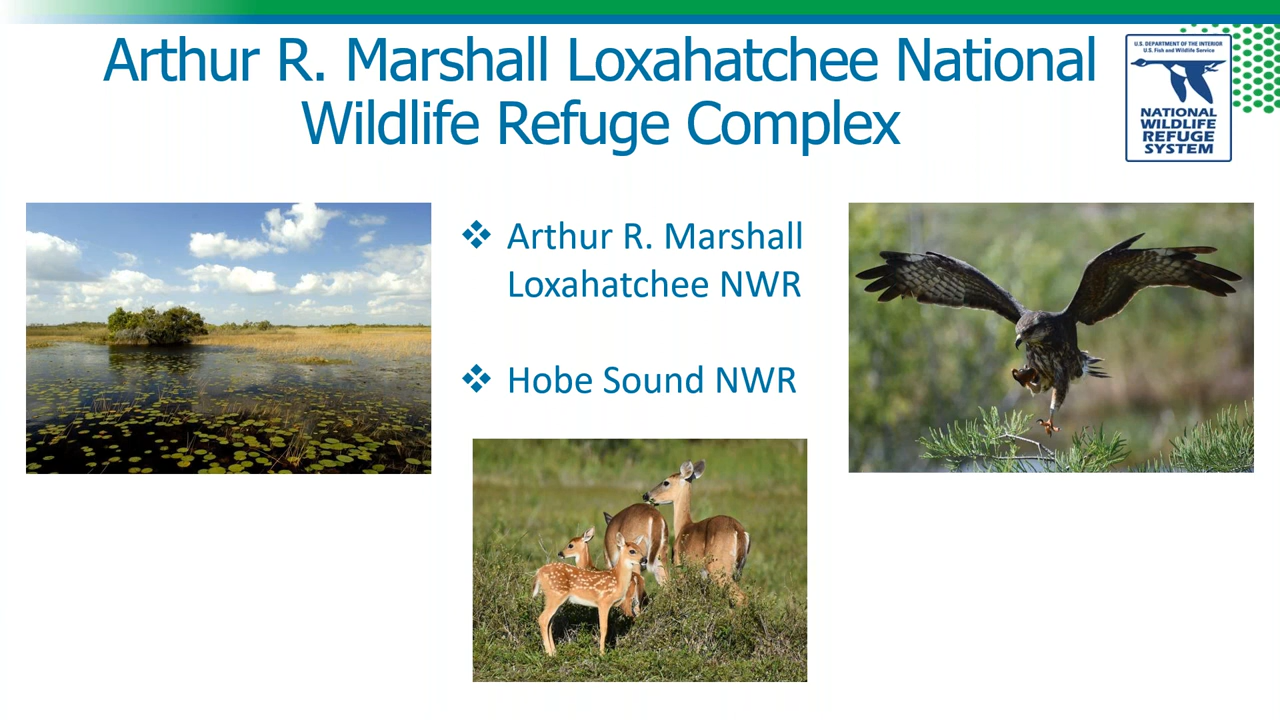 Arthur R. Marshall Loxahatchee National
Wildlife Refuge Complex
U.S. DEPARTMENT OF THE INTERIOR
U.S. Fish and Wildlife Service
NATIONAL
WILDLIFE
REFUGE
SYSTEM
❖ Arthur R. Marshall
Loxahatchee NWR
❖ Hobe Sound NWR